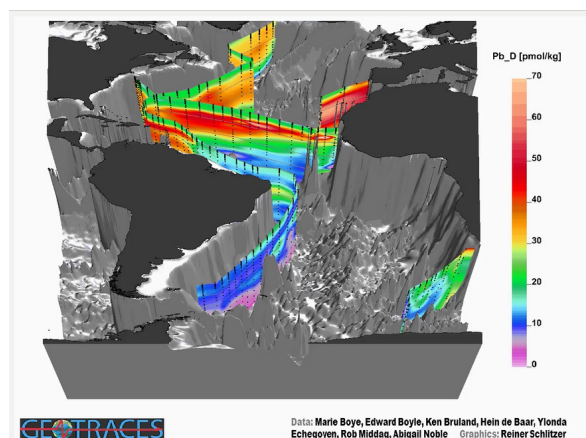 Pb_D [pmol/kg]
70
60
50
40
30
20
10
0
GEOTRACES
Data: Marie Boye, Edward Boyle, Ken Bruland, Hein de Baar, Ylonda
Echegoyen, Rob Middag, Abigail Noble Graphics: Reiner Schlitzer